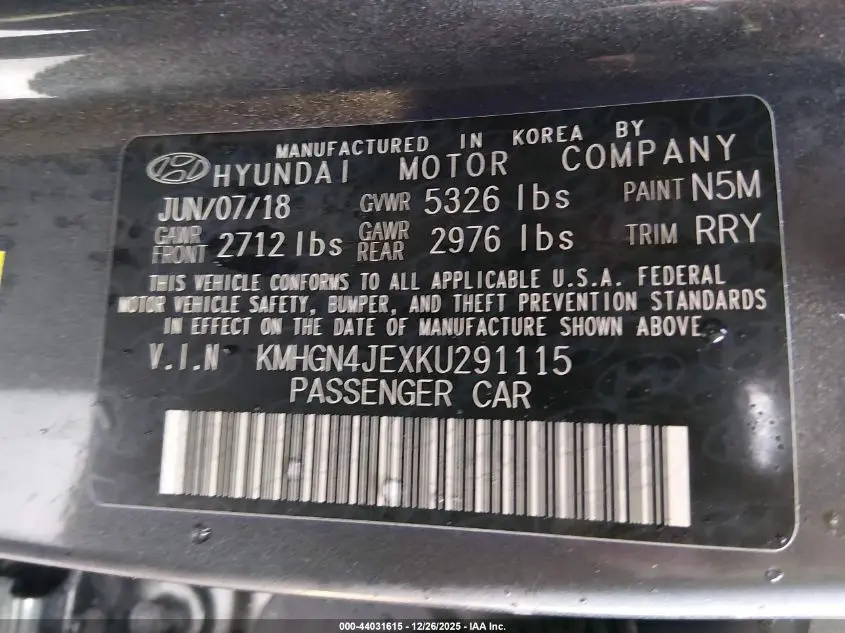 MANUFACTURED IN KOREA BY
HYUNDAI MOTOR COMPANY
JUN/07/18 GVWR 5326 lbs PAINT N5M
GAWR FRONT 2712 lbs GAWR REAR 2976 lbs TRIM RRY
THIS VEHICLE CONFORMS TO ALL APPLICABLE U.S.A. FEDERAL
MOTOR VEHICLE SAFETY, BUMPER, AND THEFT PREVENTION STANDARDS
IN EFFECT ON THE DATE OF MANUFACTURE SHOWN ABOVE
V.I.N KMHGN4JEXKU291115
PASSENGER CAR
000-44031615 - 12/26/2025 - IAA Inc.